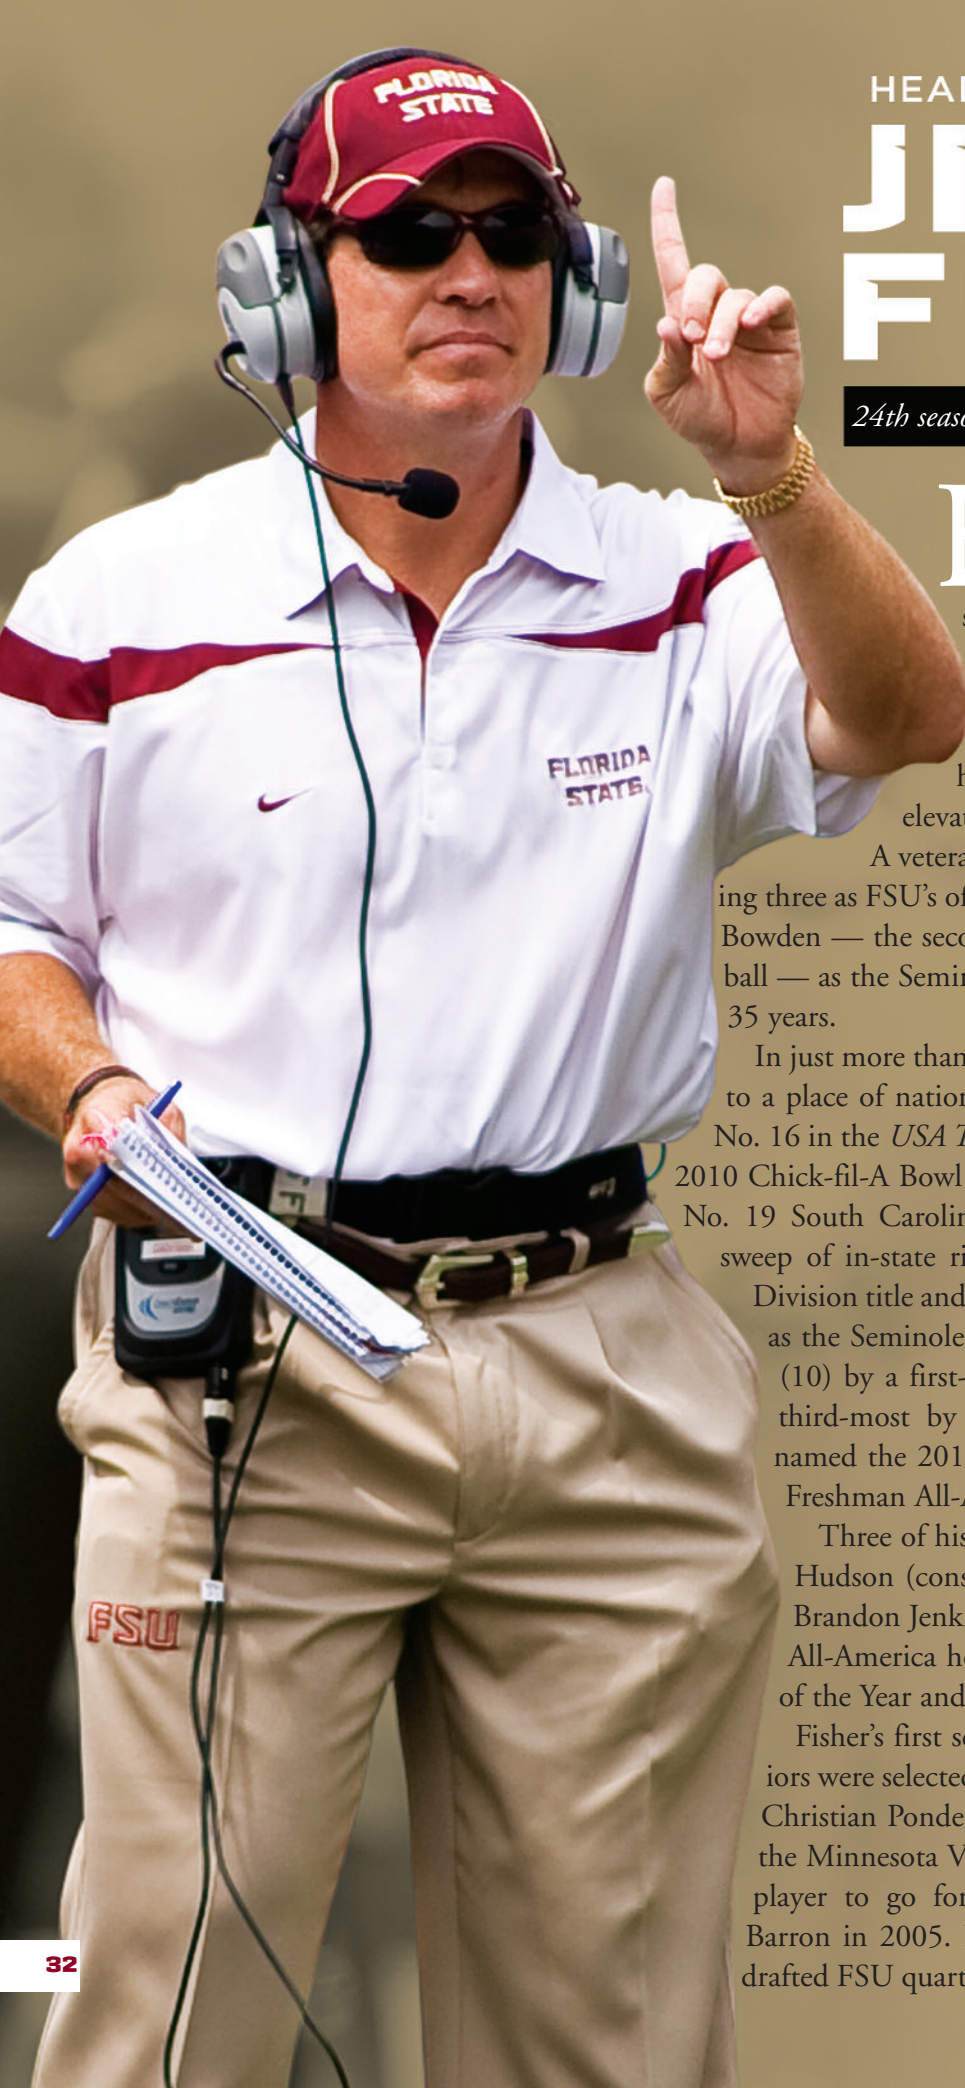 FLORIDA
STATE
HEA
J
F
24th seas
FLORIDA
STATE
h
eleva
A vetera
ing three as FSU's of
Bowden — the seco
ball — as the Semin
35 years.
In just more than
to a place of nation
No. 16 in the USA T
2010 Chick-fil-A Bowl
No. 19 South Carolin
sweep of in-state ri
Division title and
as the Seminole
(10) by a first-
third-most by
named the 201
Freshman All-A
Three of his
Hudson (cons
Brandon Jenk
All-America h
of the Year and
Fisher's first s
iors were selected
Christian Ponde
the Minnesota V
player to go for
Barron in 2005.
drafted FSU quart
FSU
32